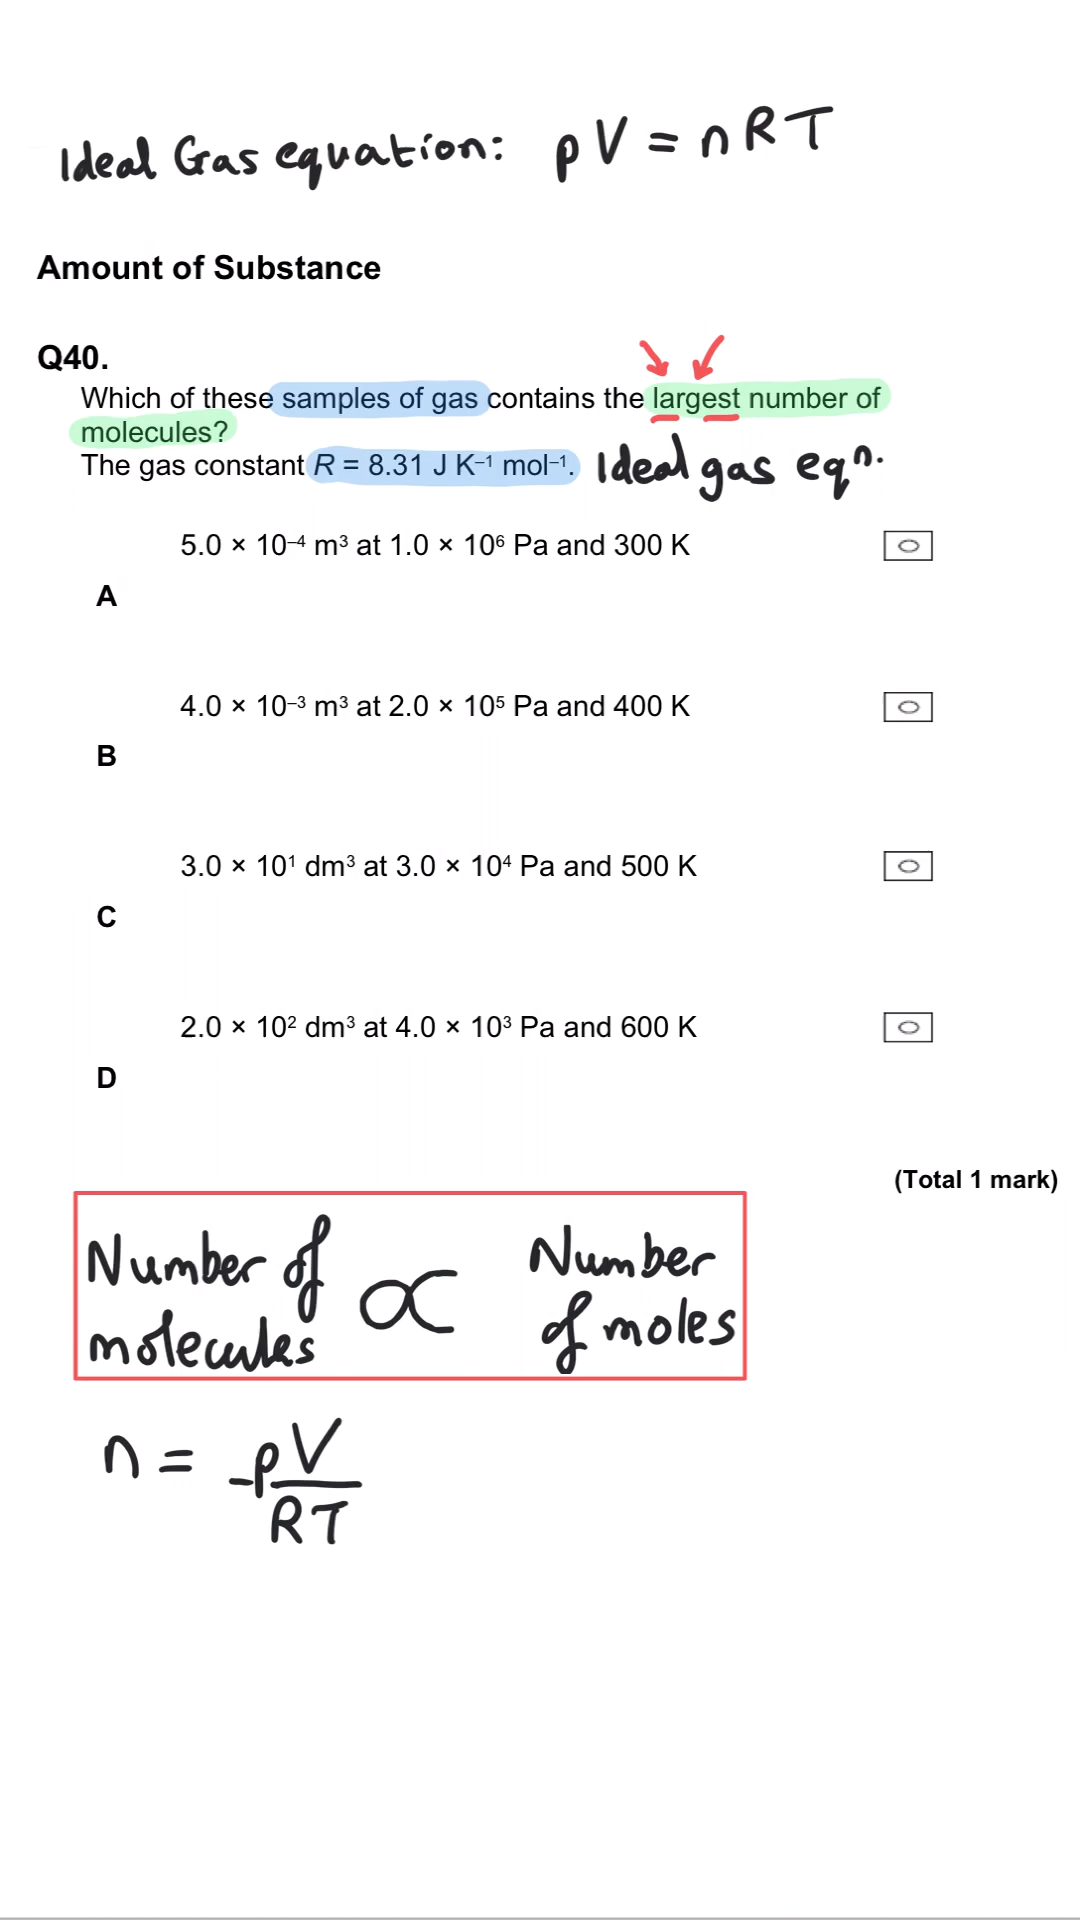 Ideal Gas equation: pV = nRT
Amount of Substance
Q40.
Which of these samples of gas contains the largest number of
molecules?
The gas constant R = 8.31 J K⁻¹ mol⁻¹. Ideal gas eqⁿ.
5.0 × 10⁻⁴ m³ at 1.0 × 10⁶ Pa and 300 K
A
4.0 × 10⁻³ m³ at 2.0 × 10⁵ Pa and 400 K
B
3.0 × 10¹ dm³ at 3.0 × 10⁴ Pa and 500 K
C
2.0 × 10² dm³ at 4.0 × 10³ Pa and 600 K
D
(Total 1 mark)
Number of ∝ Number
molecules of moles
n = pV
RT